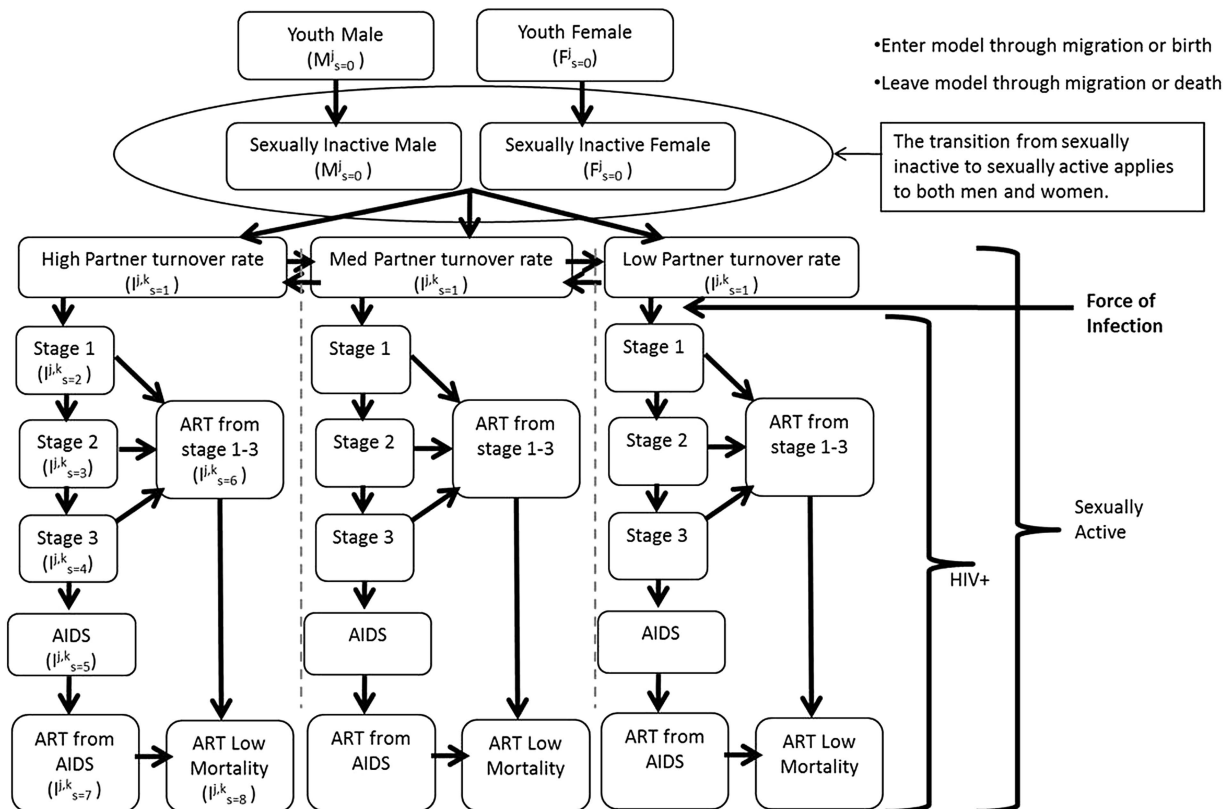 Youth Male
(M^j_{s=0})
Youth Female
(F^j_{s=0})
•Enter model through migration or birth
•Leave model through migration or death
Sexually Inactive Male
(M^j_{s=0})
Sexually Inactive Female
(F^j_{s=0})
The transition from sexually
inactive to sexually active applies
to both men and women.
High Partner turnover rate
(I^{j,k}_{s=1})
Med Partner turnover rate
(I^{j,k}_{s=1})
Low Partner turnover rate
(I^{j,k}_{s=1})
Force of
Infection
Stage 1
(I^{j,k}_{s=2})
Stage 2
(I^{j,k}_{s=3})
ART from
stage 1-3
(I^{j,k}_{s=6})
Stage 3
(I^{j,k}_{s=4})
AIDS
(I^{j,k}_{s=5})
ART from
AIDS
(I^{j,k}_{s=7})
ART Low
Mortality
(I^{j,k}_{s=8})
Stage 1
Stage 2
ART from
stage 1-3
Stage 3
AIDS
ART from
AIDS
ART Low
Mortality
Stage 1
Stage 2
ART from
stage 1-3
Stage 3
AIDS
ART from
AIDS
ART Low
Mortality
HIV+
Sexually
Active